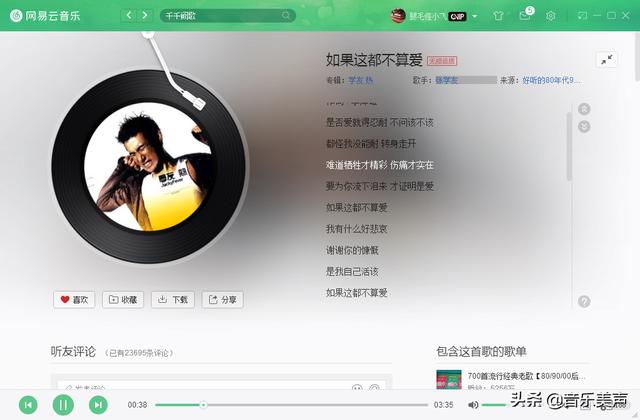 网易云音乐
千千阙歌
腿毛怪小飞
VIP
5
如果这都不算爱
无损音质
专辑：学友 热
歌手：张学友
来源：好听的80年代9...
是否爱就得忍耐 不问该不该
都怪我没能耐 转身走开
难道牺牲才精彩 伤痛才实在
要为你流下泪来 才证明是爱
如果这都不算爱
我有什么好悲哀
谢谢你的慷慨
是我自己活该
如果这都不算爱
學友 熱
JackyFever
喜欢
收藏
下载
分享
听友评论
（已有23695条评论）
包含这首歌的歌单
发表评论
700首流行经典老歌【80/90/00后...
00:38
03:35
头条 @音乐美声